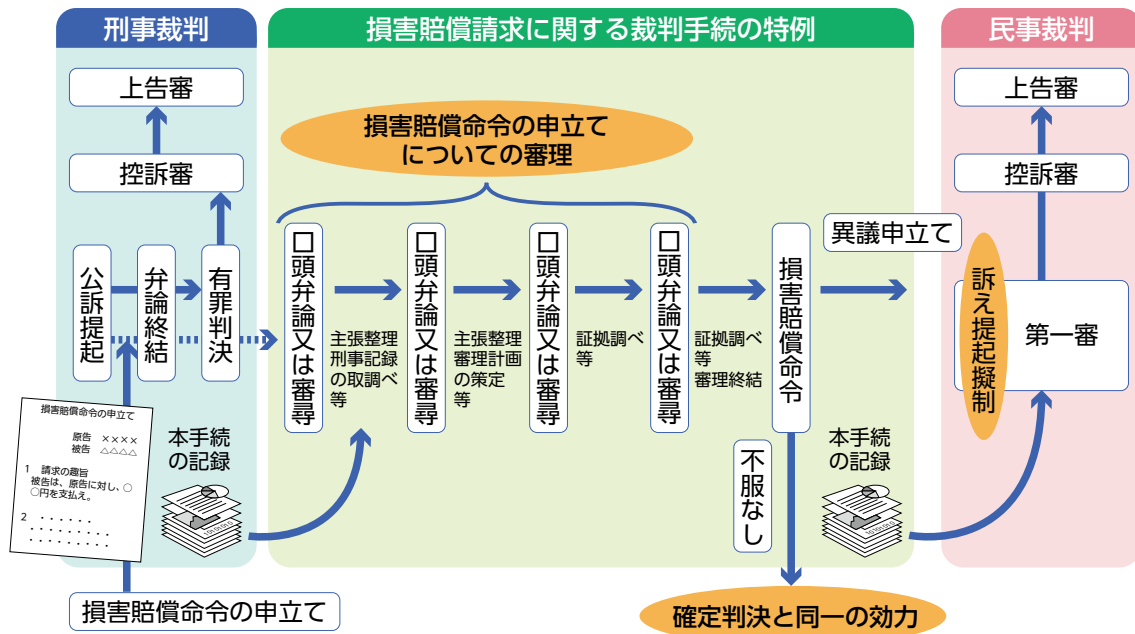 刑事裁判
上告審
控訴審
公訴提起
弁論終結
有罪判決
損害賠償命令の申立て
原告 ××××
被告 △△△△
1 請求の趣旨
被告は、原告に対し、○
○円を支払え。
2 ・・・・・・
・・・・・・・・・
・・・・・・・・・
本手続
の記録
損害賠償命令の申立て
損害賠償請求に関する裁判手続の特例
損害賠償命令の申立て
についての審理
口頭弁論又は審尋
主張整理
刑事記録
の取調べ
等
口頭弁論又は審尋
主張整理
審理計画
の策定
等
口頭弁論又は審尋
証拠調べ
等
口頭弁論又は審尋
証拠調べ
等
審理終結
損害賠償命令
異議申立て
不服なし
本手続
の記録
確定判決と同一の効力
民事裁判
上告審
控訴審
訴え提起擬制
第一審